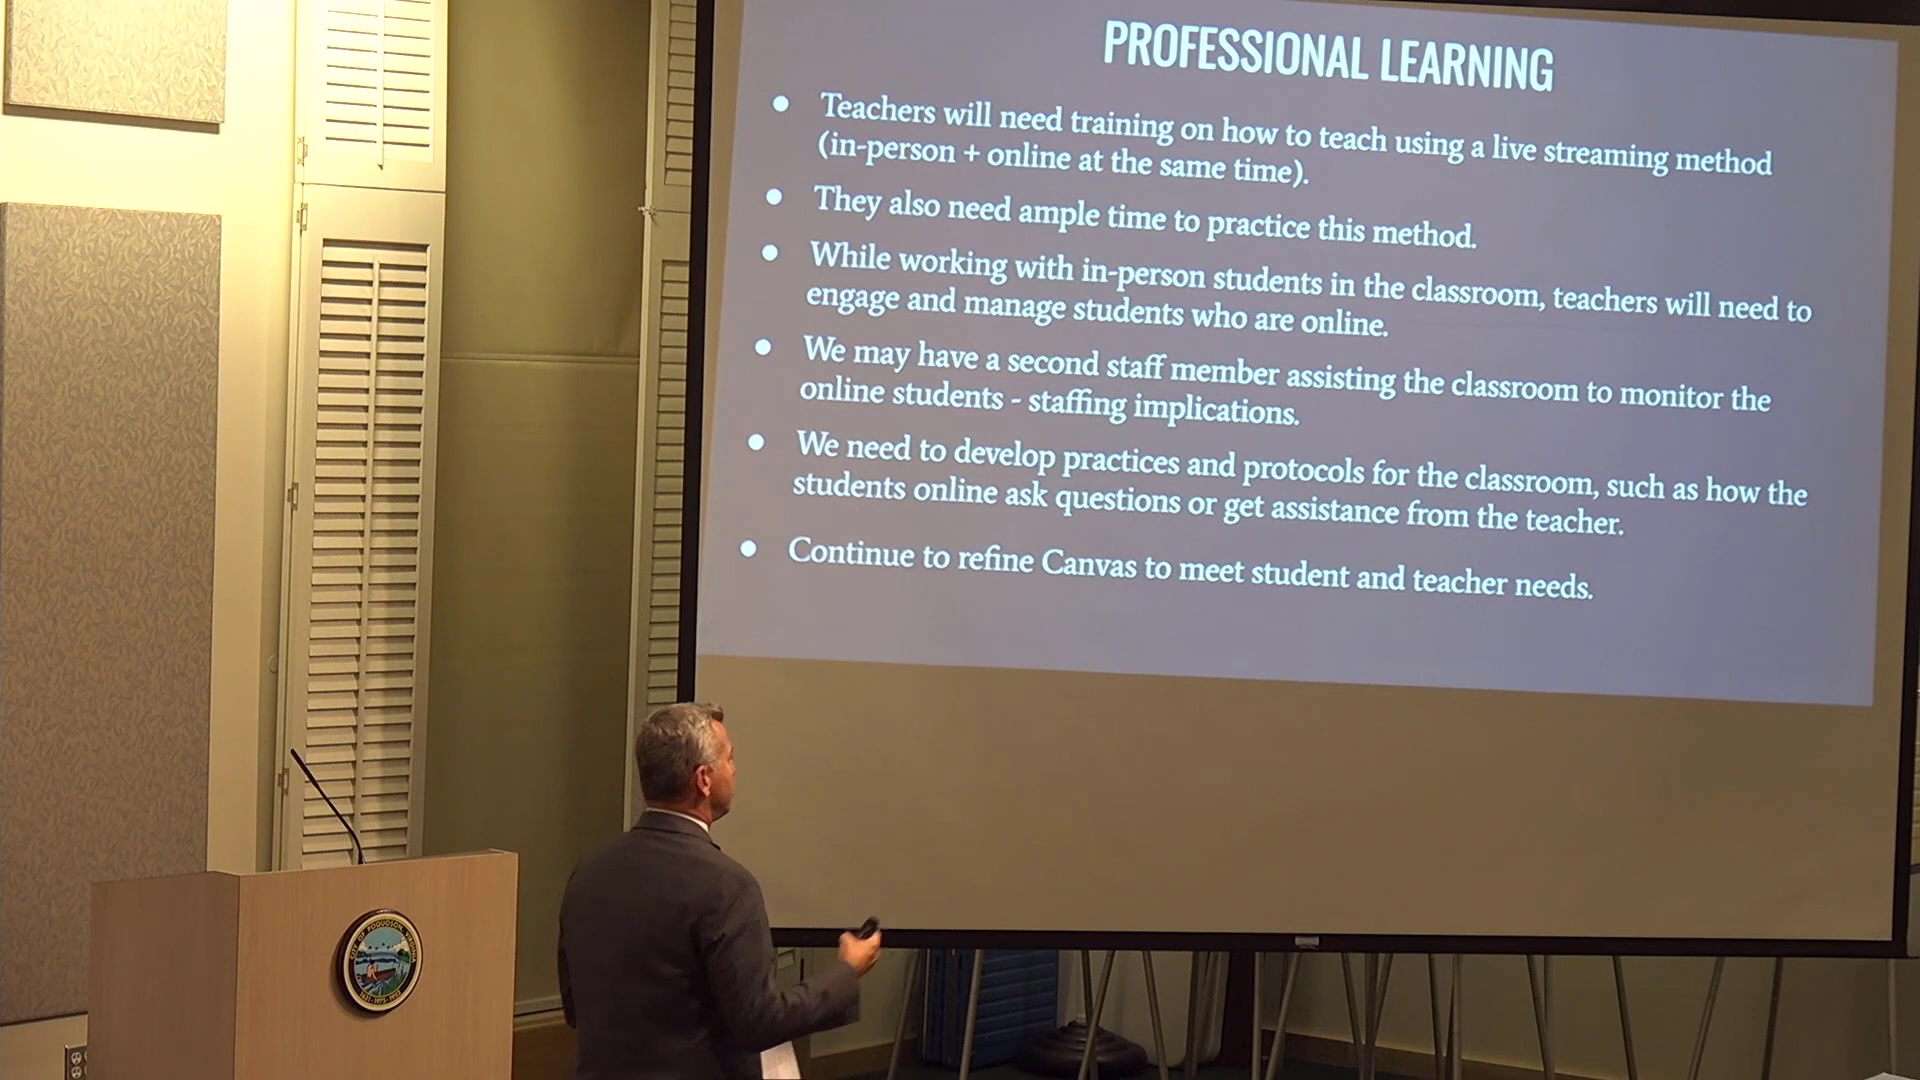 PROFESSIONAL LEARNING
● Teachers will need training on how to teach using a live streaming method
(in-person + online at the same time).
● They also need ample time to practice this method.
● While working with in-person students in the classroom, teachers will need to
engage and manage students who are online.
● We may have a second staff member assisting the classroom to monitor the
online students - staffing implications.
● We need to develop practices and protocols for the classroom, such as how the
students online ask questions or get assistance from the teacher.
● Continue to refine Canvas to meet student and teacher needs.
CITY OF POQUOSON, VIRGINIA